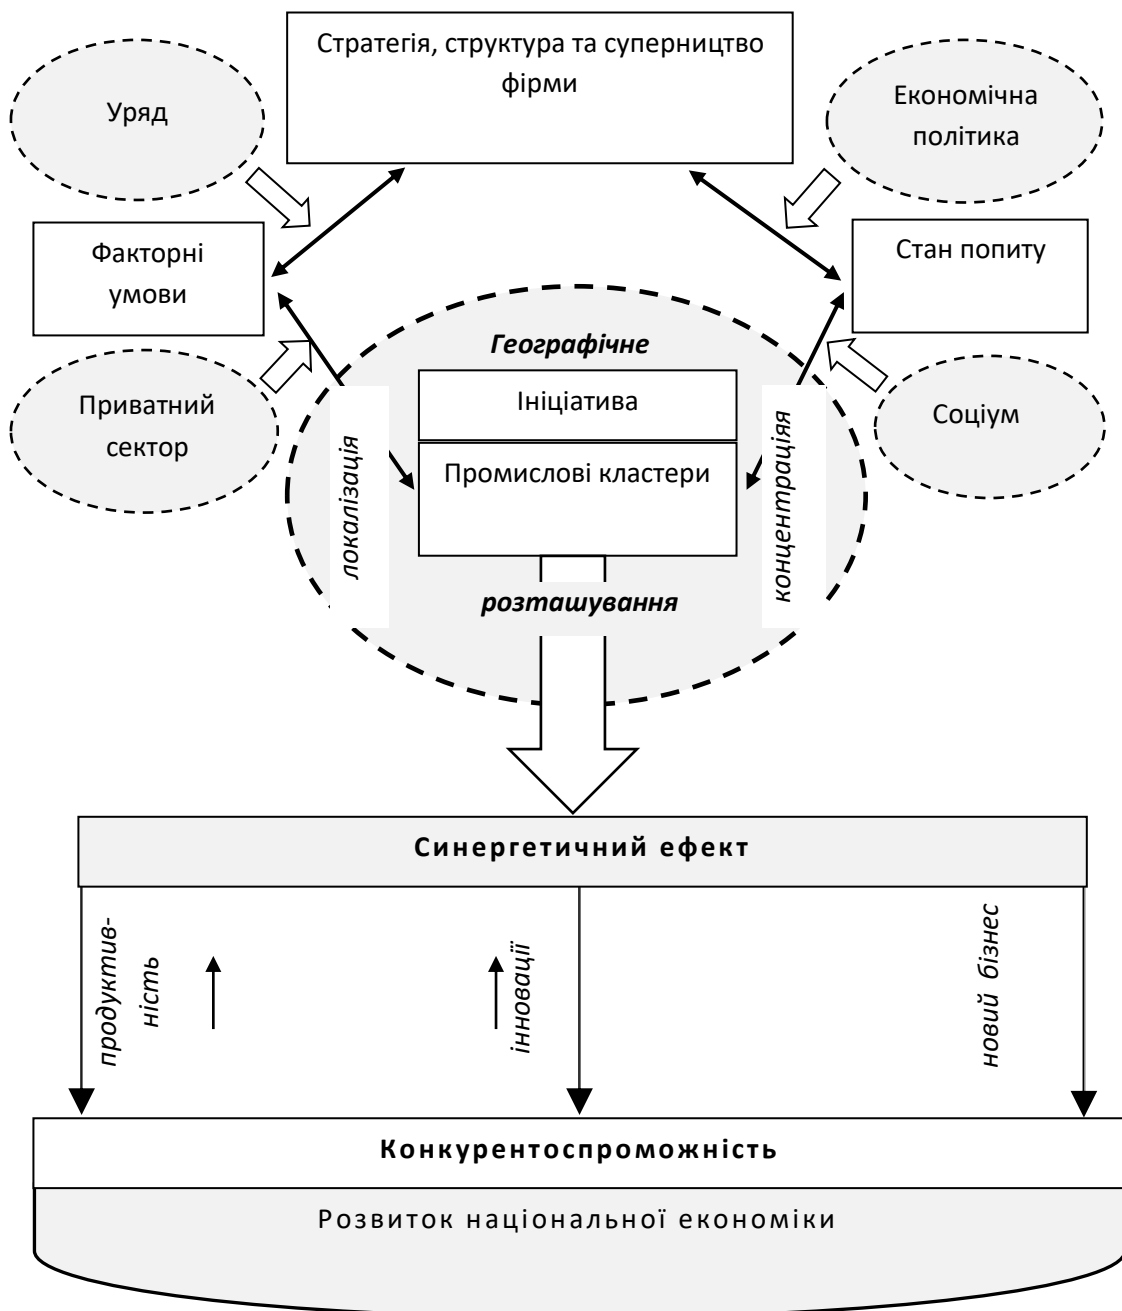 Стратегія, структура та суперництво
фірми
Уряд
Економічна
політика
Факторні
умови
Стан попиту
Географічне
Приватний
сектор
Ініціатива
Соціум
Промислові кластери
локалізація
концентраціяя
розташування
Синергетичний ефект
продуктив-
ність
інновації
новий бізнес
Конкурентоспроможність
Розвиток національної економіки